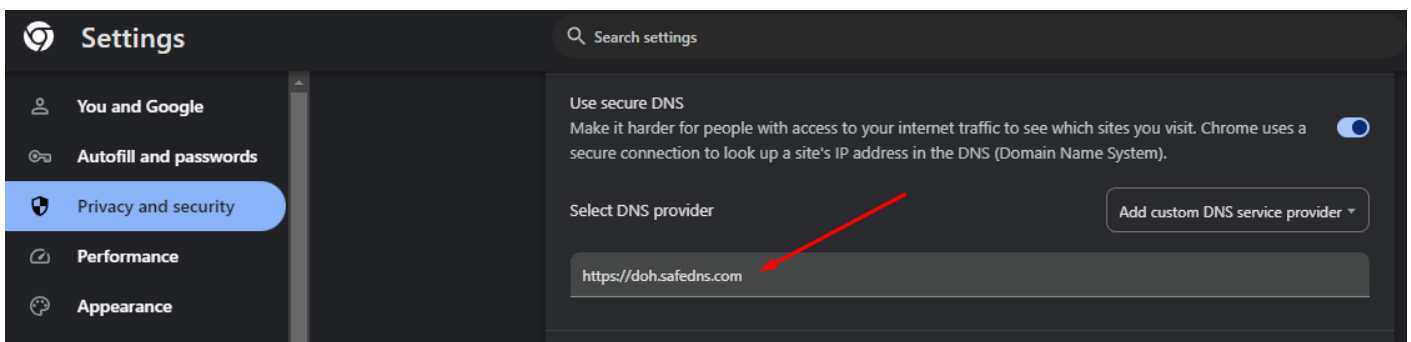 Settings
Search settings
You and Google
Autofill and passwords
Privacy and security
Performance
Appearance
Use secure DNS
Make it harder for people with access to your internet traffic to see which sites you visit. Chrome uses a
secure connection to look up a site's IP address in the DNS (Domain Name System).
Select DNS provider
Add custom DNS service provider
https://doh.safedns.com